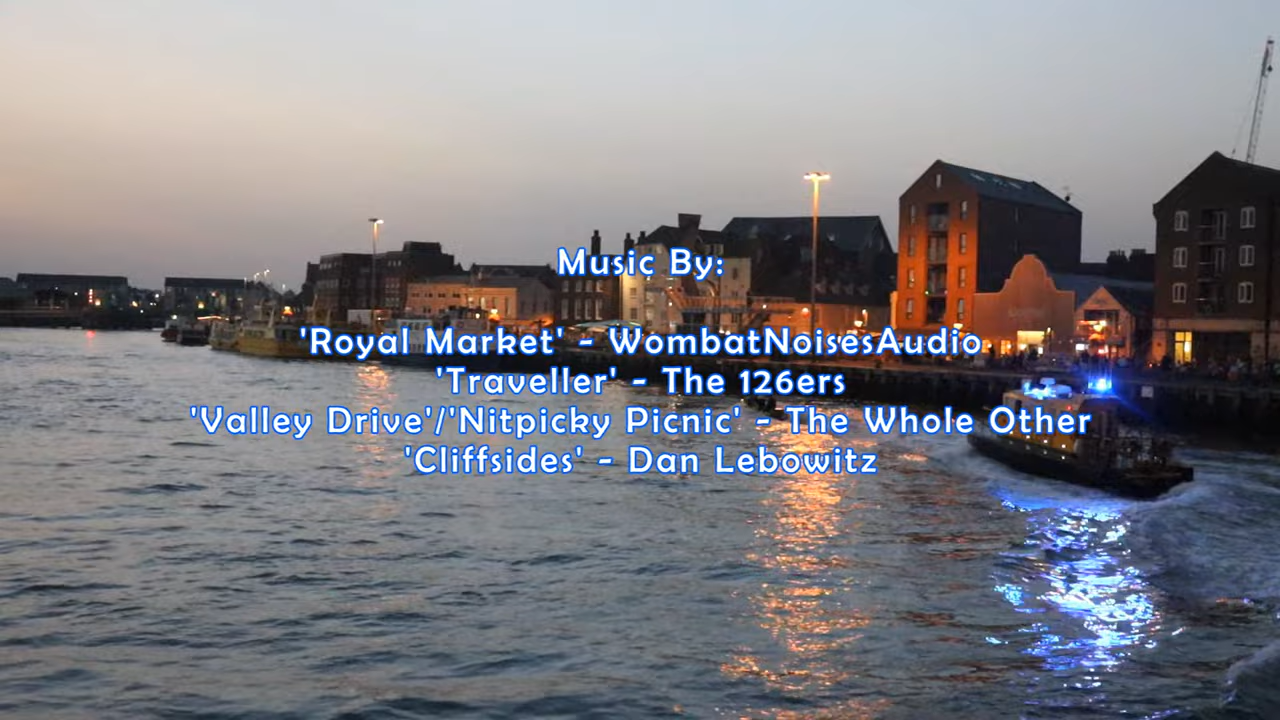 Music By:
'Royal Market' - WombatNoisesAudio
'Traveller' - The 126ers
'Valley Drive'/'Nitpicky Picnic' - The Whole Other
'Cliffsides' - Dan Lebowitz